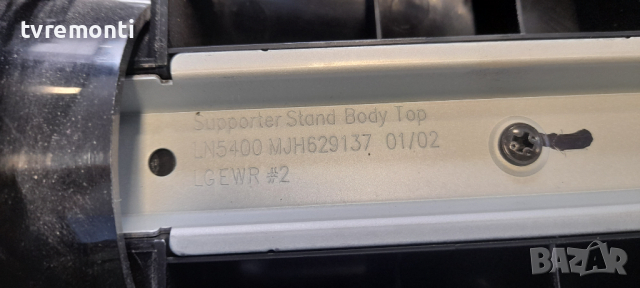 tvremonti
Supporter Stand Body Top
LN5400 MJH629137 01/02
LGEWR #2
BAZAR